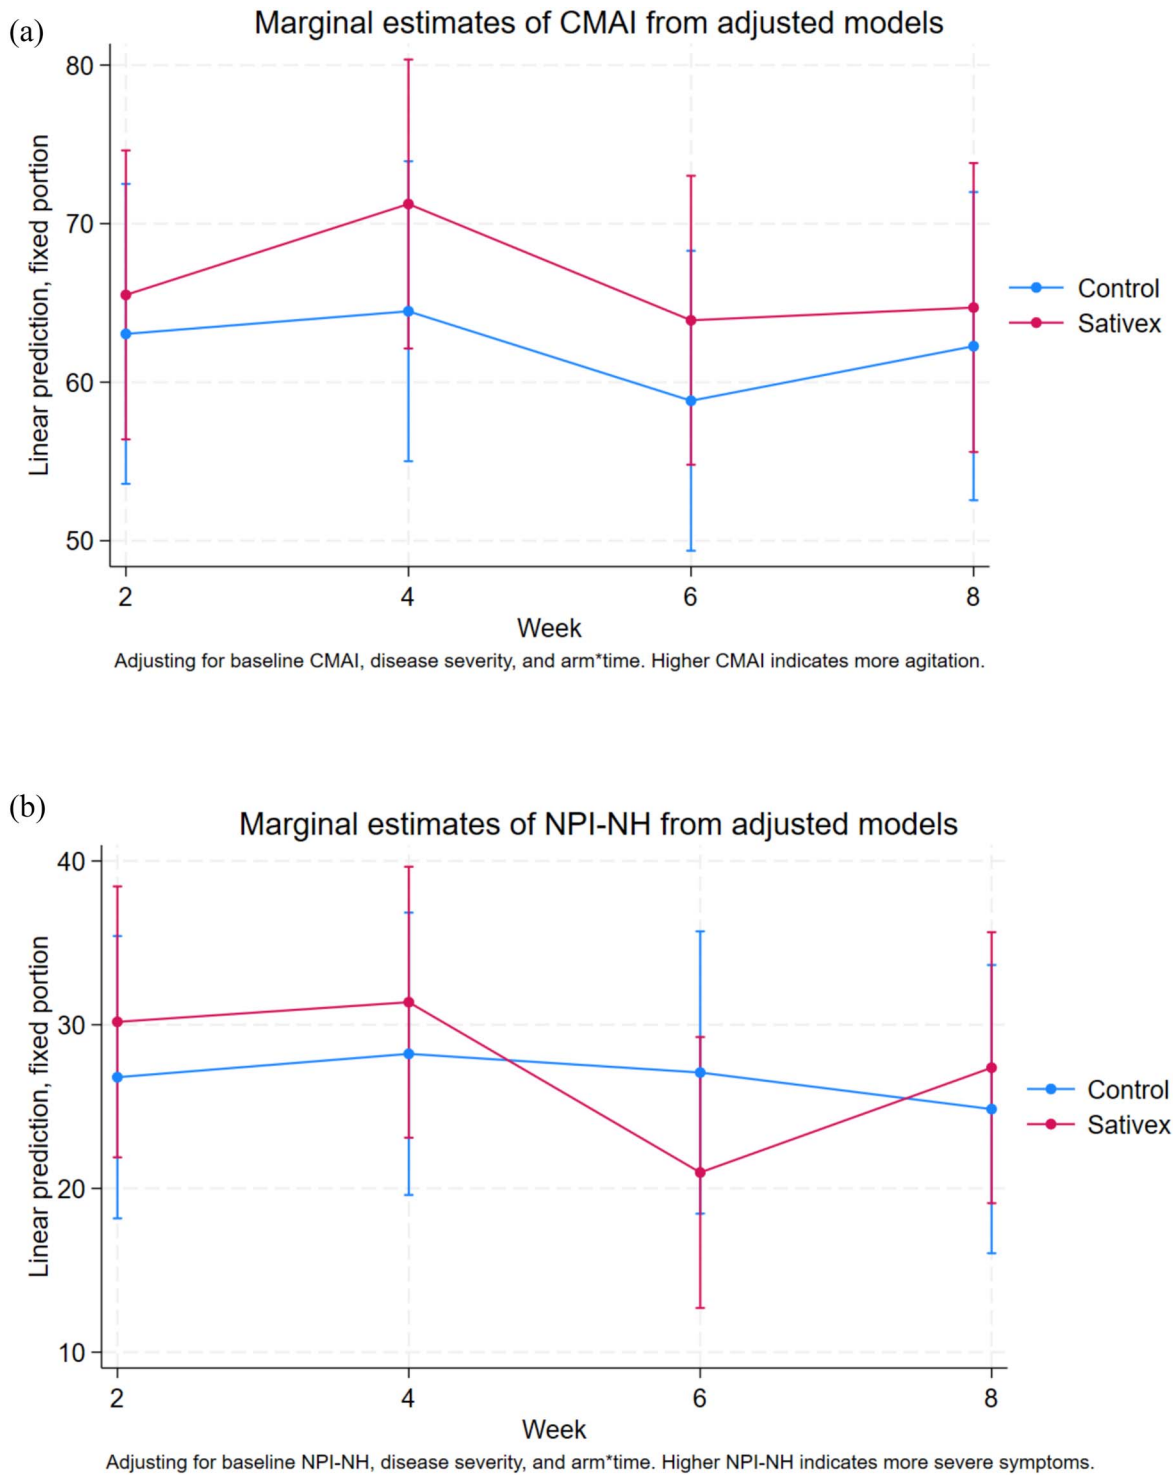 (a)
Marginal estimates of CMAI from adjusted models
80
70
60
50
Linear prediction, fixed portion
Control
Sativex
2 4 6 8
Week
Adjusting for baseline CMAI, disease severity, and arm*time. Higher CMAI indicates more agitation.
(b)
Marginal estimates of NPI-NH from adjusted models
40
30
20
10
Linear prediction, fixed portion
Control
Sativex
2 4 6 8
Week
Adjusting for baseline NPI-NH, disease severity, and arm*time. Higher NPI-NH indicates more severe symptoms.